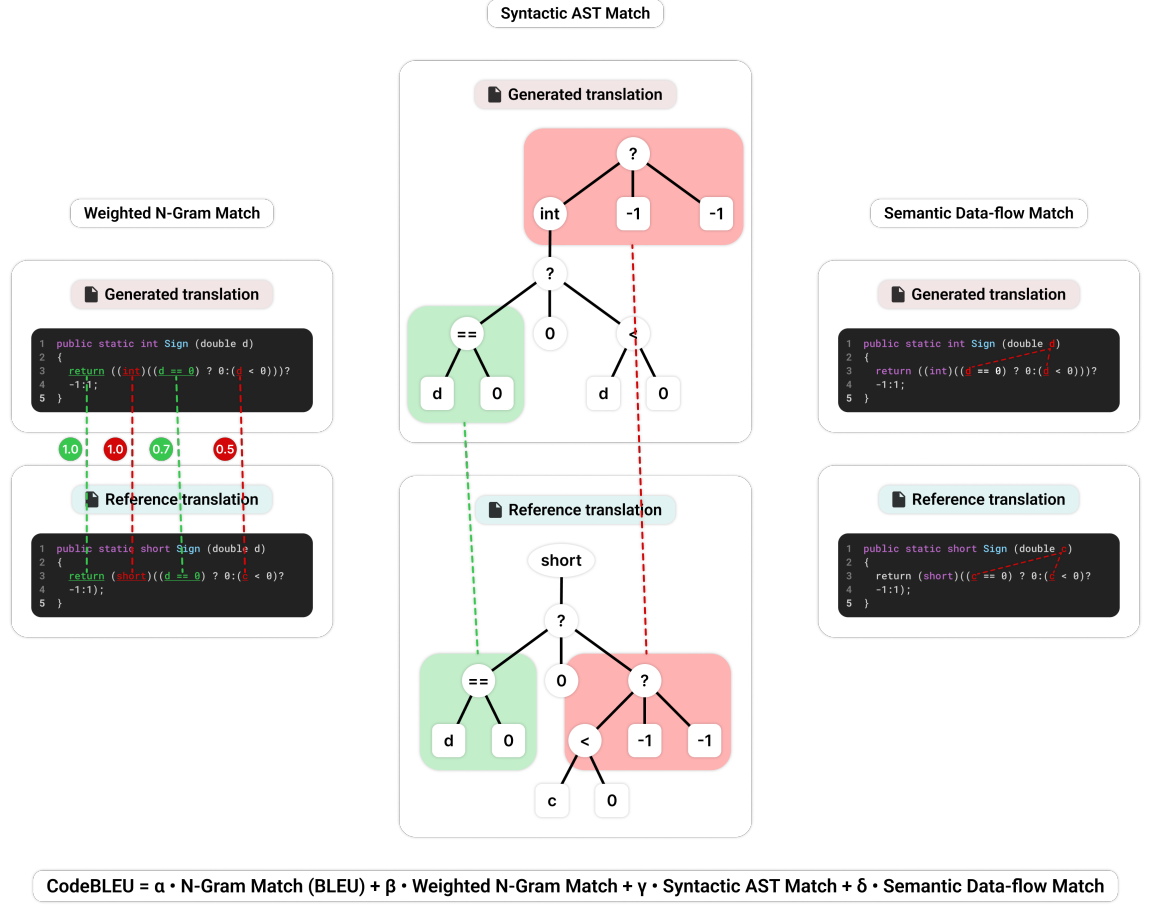 Syntactic AST Match
Generated translation
?
int
-1
-1
?
==
0
<
d
0
d
0
Reference translation
short
?
==
0
?
d
0
<
-1
-1
c
0
Weighted N-Gram Match
Generated translation
1 public static int Sign (double d)
2 {
3 return ((int)((d == 0) ? 0:(d < 0)))?
4 -1:1;
5 }
1.0
1.0
0.7
0.5
Reference translation
1 public static short Sign (double d)
2 {
3 return (short)((d == 0) ? 0:(c < 0)?
4 -1:1);
5 }
Semantic Data-flow Match
Generated translation
1 public static int Sign (double d)
2 {
3 return ((int)((d == 0) ? 0:(d < 0)))?
4 -1:1;
5 }
Reference translation
1 public static short Sign (double c)
2 {
3 return (short)((c == 0) ? 0:(c < 0)?
4 -1:1);
5 }
CodeBLEU = α • N-Gram Match (BLEU) + β • Weighted N-Gram Match + γ • Syntactic AST Match + δ • Semantic Data-flow Match